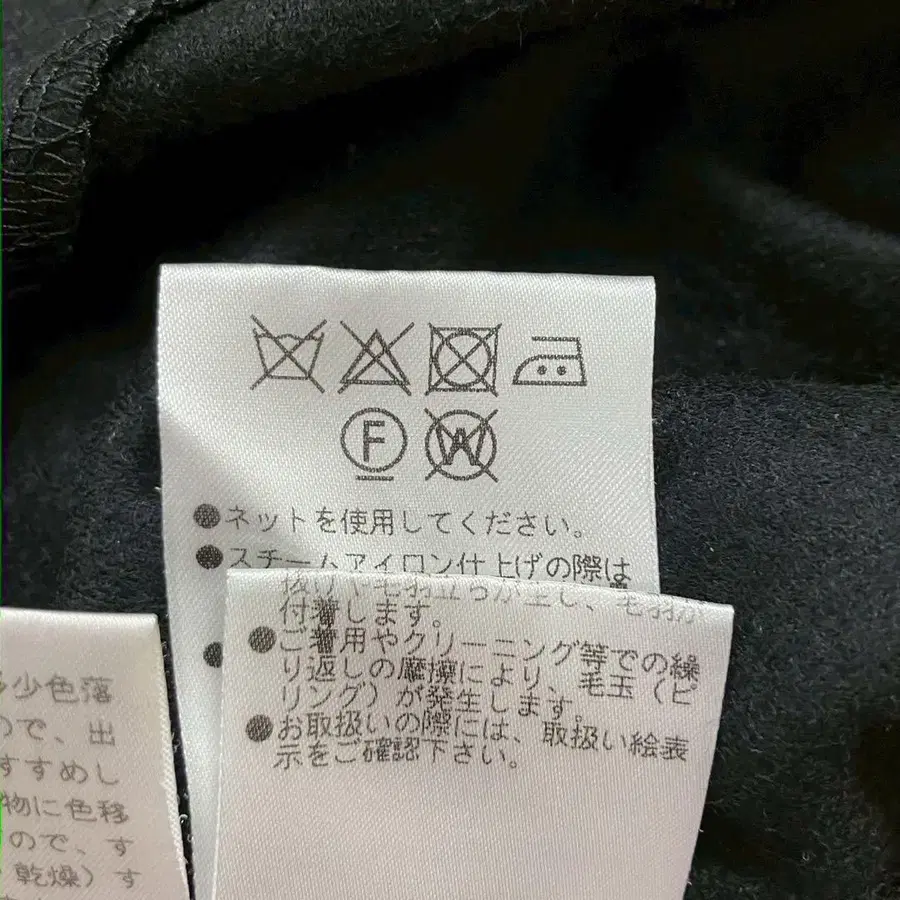 F
W
●ネットを使用してください。
●スチームアイロン仕上げの際は
付着します。
●ご着用やクリーニング等での繰
り返しの摩擦により、毛玉（ピ
リング）が発生します。
●お取扱いの際には、取扱い絵表
示をご確認下さい。
少色落
ので、出
すすめし
物に色移
ので、す
乾燥）す